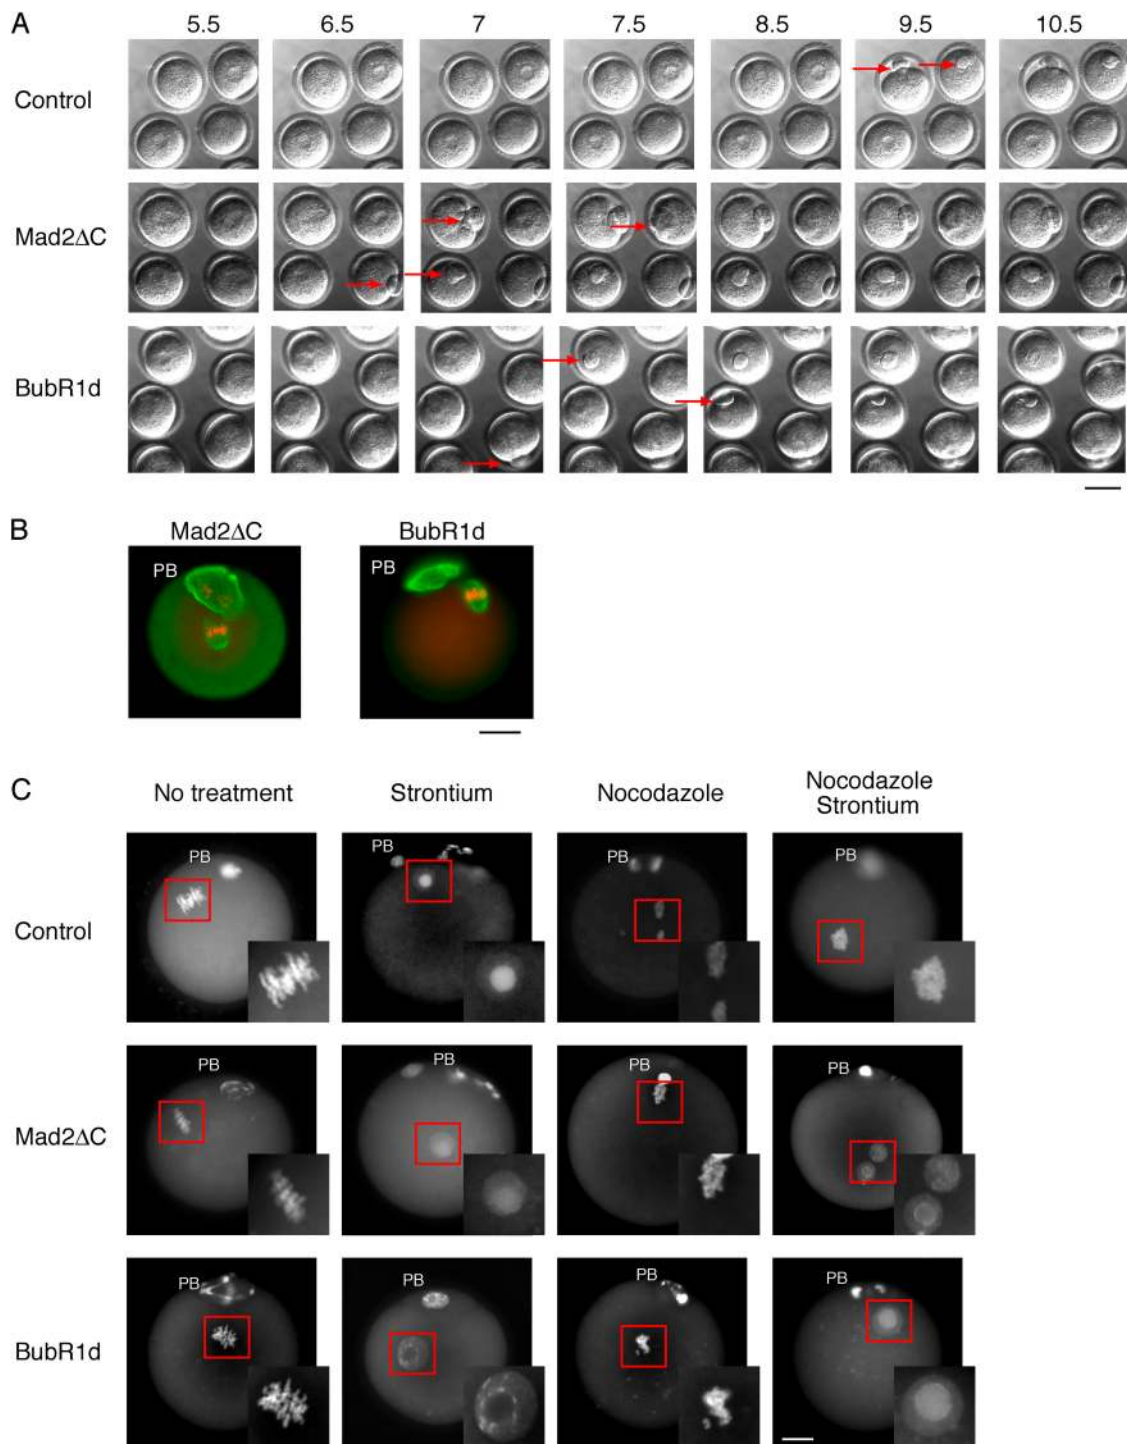 A
5.5 6.5 7 7.5 8.5 9.5 10.5
Control
Mad2ΔC
BubR1d
B
Mad2ΔC BubR1d
PB PB
C
No treatment Strontium Nocodazole Nocodazole
Strontium
Control
PB PB PB PB
Mad2ΔC
PB PB PB PB
BubR1d
PB PB PB PB